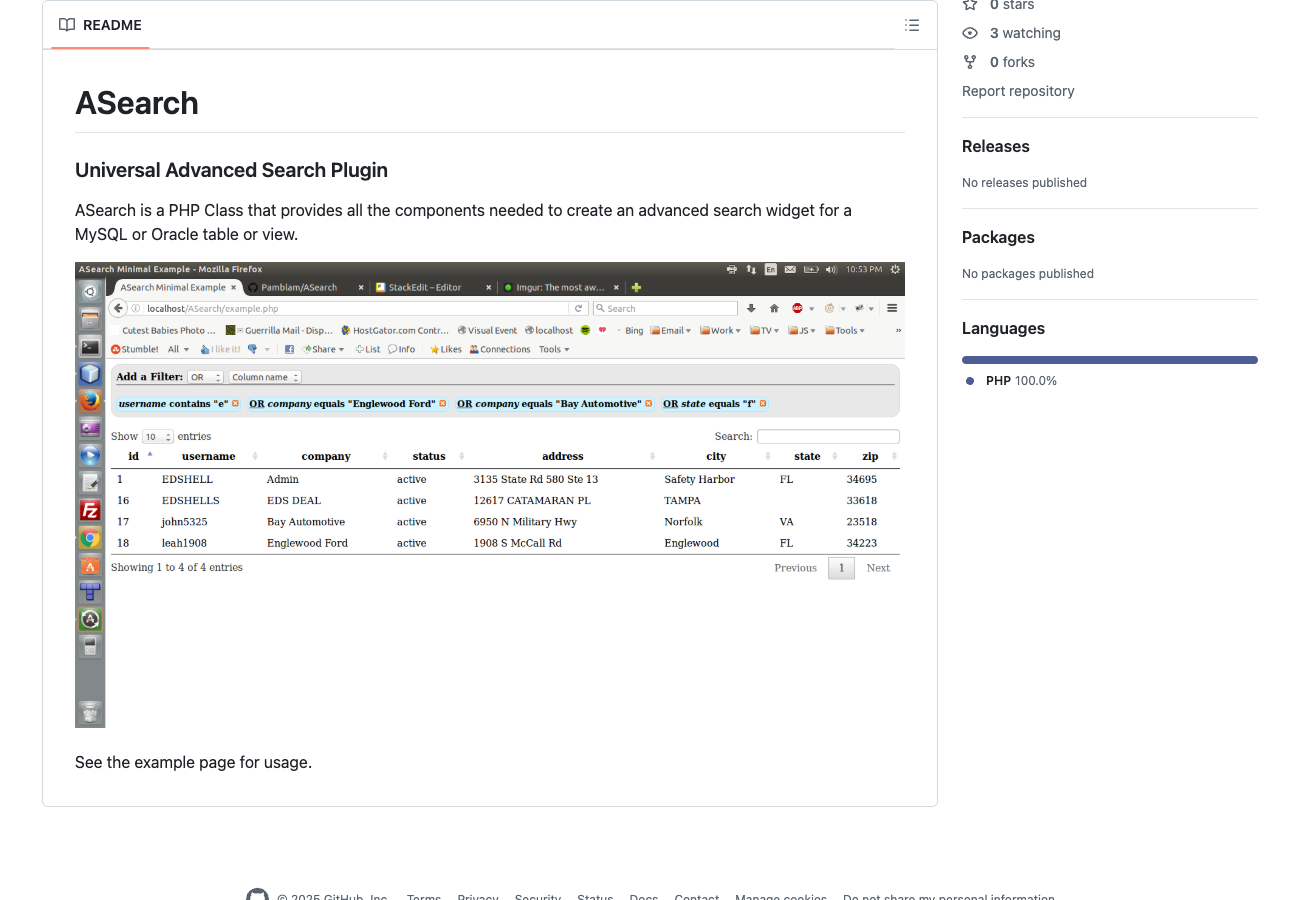 0 stars
README
3 watching
0 forks
Report repository
ASearch
Releases
Universal Advanced Search Plugin
No releases published
ASearch is a PHP Class that provides all the components needed to create an advanced search widget for a
MySQL or Oracle table or view.
Packages
No packages published
Languages
PHP 100.0%
ASearch Minimal Example - Mozilla Firefox En 10:53 PM
ASearch Minimal Example × Pamblam/ASearch × StackEdit – Editor × Imgur: The most aw... ×
localhost/ASearch/example.php Search ABP
Cutest Babies Photo ... Guerrilla Mail - Disp... HostGator.com Contr... Visual Event localhost Bing Email Work TV JS Tools »
Stumble! All I like it! Share List Info Likes Connections Tools
Add a Filter: OR Column name
username contains "e" OR company equals "Englewood Ford" OR company equals "Bay Automotive" OR state equals "f"
Show 10 entries Search:
id username company status address city state zip
1 EDSHELL Admin active 3135 State Rd 580 Ste 13 Safety Harbor FL 34695
16 EDSHELLS EDS DEAL active 12617 CATAMARAN PL TAMPA 33618
17 john5325 Bay Automotive active 6950 N Military Hwy Norfolk VA 23518
18 leah1908 Englewood Ford active 1908 S McCall Rd Englewood FL 34223
Showing 1 to 4 of 4 entries Previous 1 Next
See the example page for usage.
© 2025 GitHub, Inc. Terms Privacy Security Status Docs Contact Manage cookies Do not share my personal information